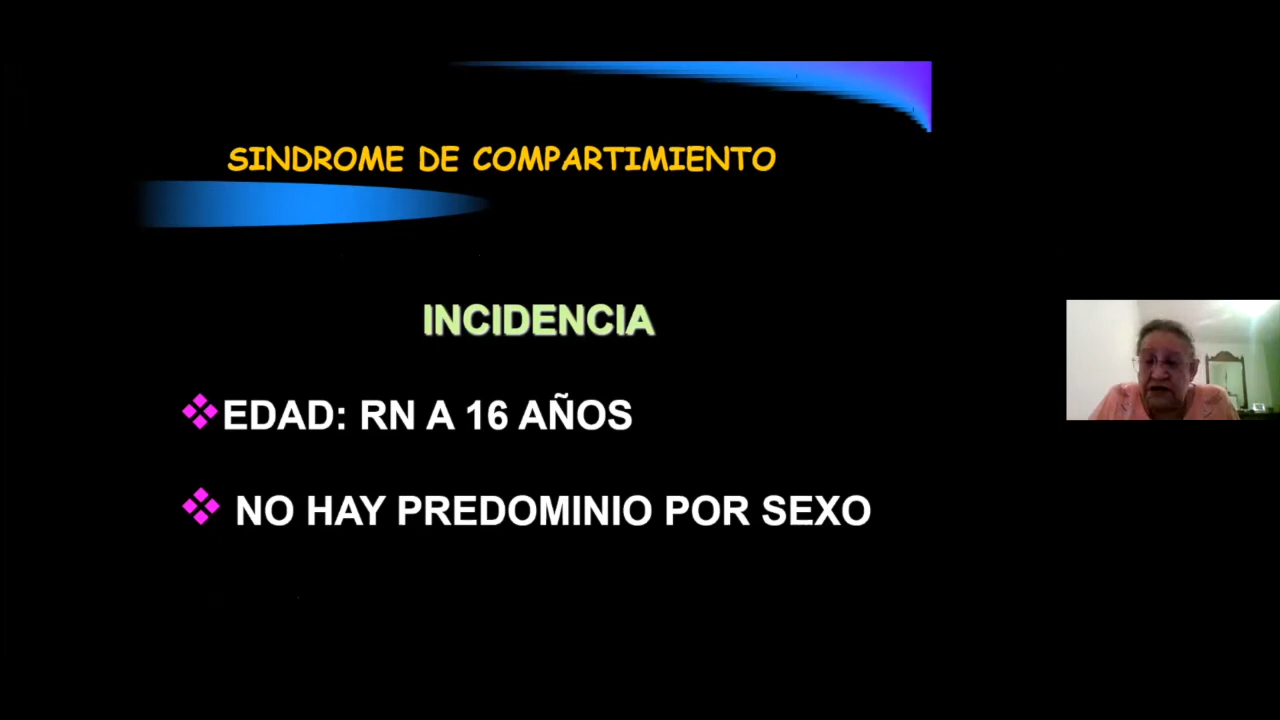 SINDROME DE COMPARTIMIENTO
INCIDENCIA
EDAD: RN A 16 AÑOS
NO HAY PREDOMINIO POR SEXO